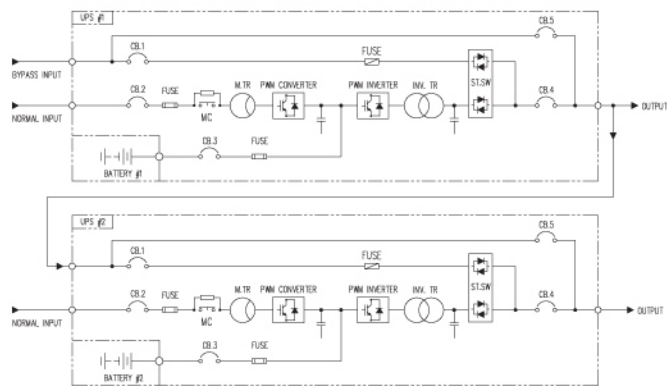 UPS #1
CB.5
CB.1
FUSE
BYPASS INPUT
ST.SW
CB.2
FUSE
M.TR
PWM CONVERTER
PWM INVERTER
INV. TR
CB.4
MC
NORMAL INPUT
OUTPUT
CB.3
FUSE
BATTERY #1
UPS #2
CB.5
CB.1
FUSE
ST.SW
CB.2
FUSE
M.TR
PWM CONVERTER
PWM INVERTER
INV. TR
CB.4
MC
NORMAL INPUT
OUTPUT
CB.3
FUSE
BATTERY #2